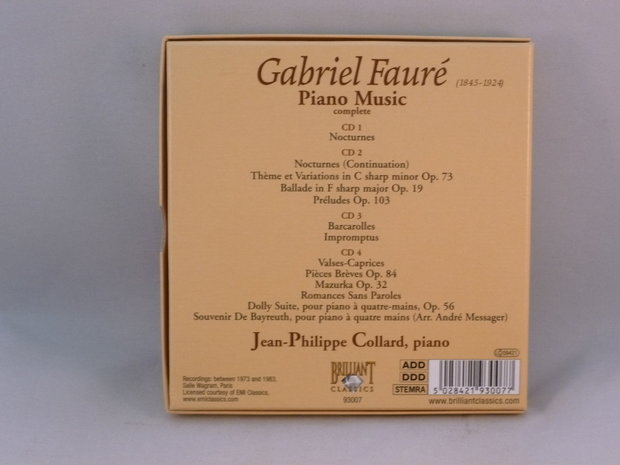 Gabriel Fauré (1845-1924)
Piano Music
complete
CD 1
Nocturnes
CD 2
Nocturnes (Continuation)
Thème et Variations in C sharp minor Op. 73
Ballade in F sharp major Op. 19
Préludes Op. 103
CD 3
Barcarolles
Impromptus
CD 4
Valses-Caprices
Pièces Brèves Op. 84
Mazurka Op. 32
Romances Sans Paroles
Dolly Suite, pour piano à quatre-mains, Op. 56
Souvenir De Bayreuth, pour piano à quatre mains (Arr. André Messager)
Jean-Philippe Collard, piano
Recordings: between 1973 and 1983,
Salle Wagram, Paris
Licensed courtesy of EMI Classics,
www.emiclassics.com
BRILLIANT
CLASSICS
93007
ADD
DDD
STEMRA
5 028421 930077
www.brilliantclassics.com